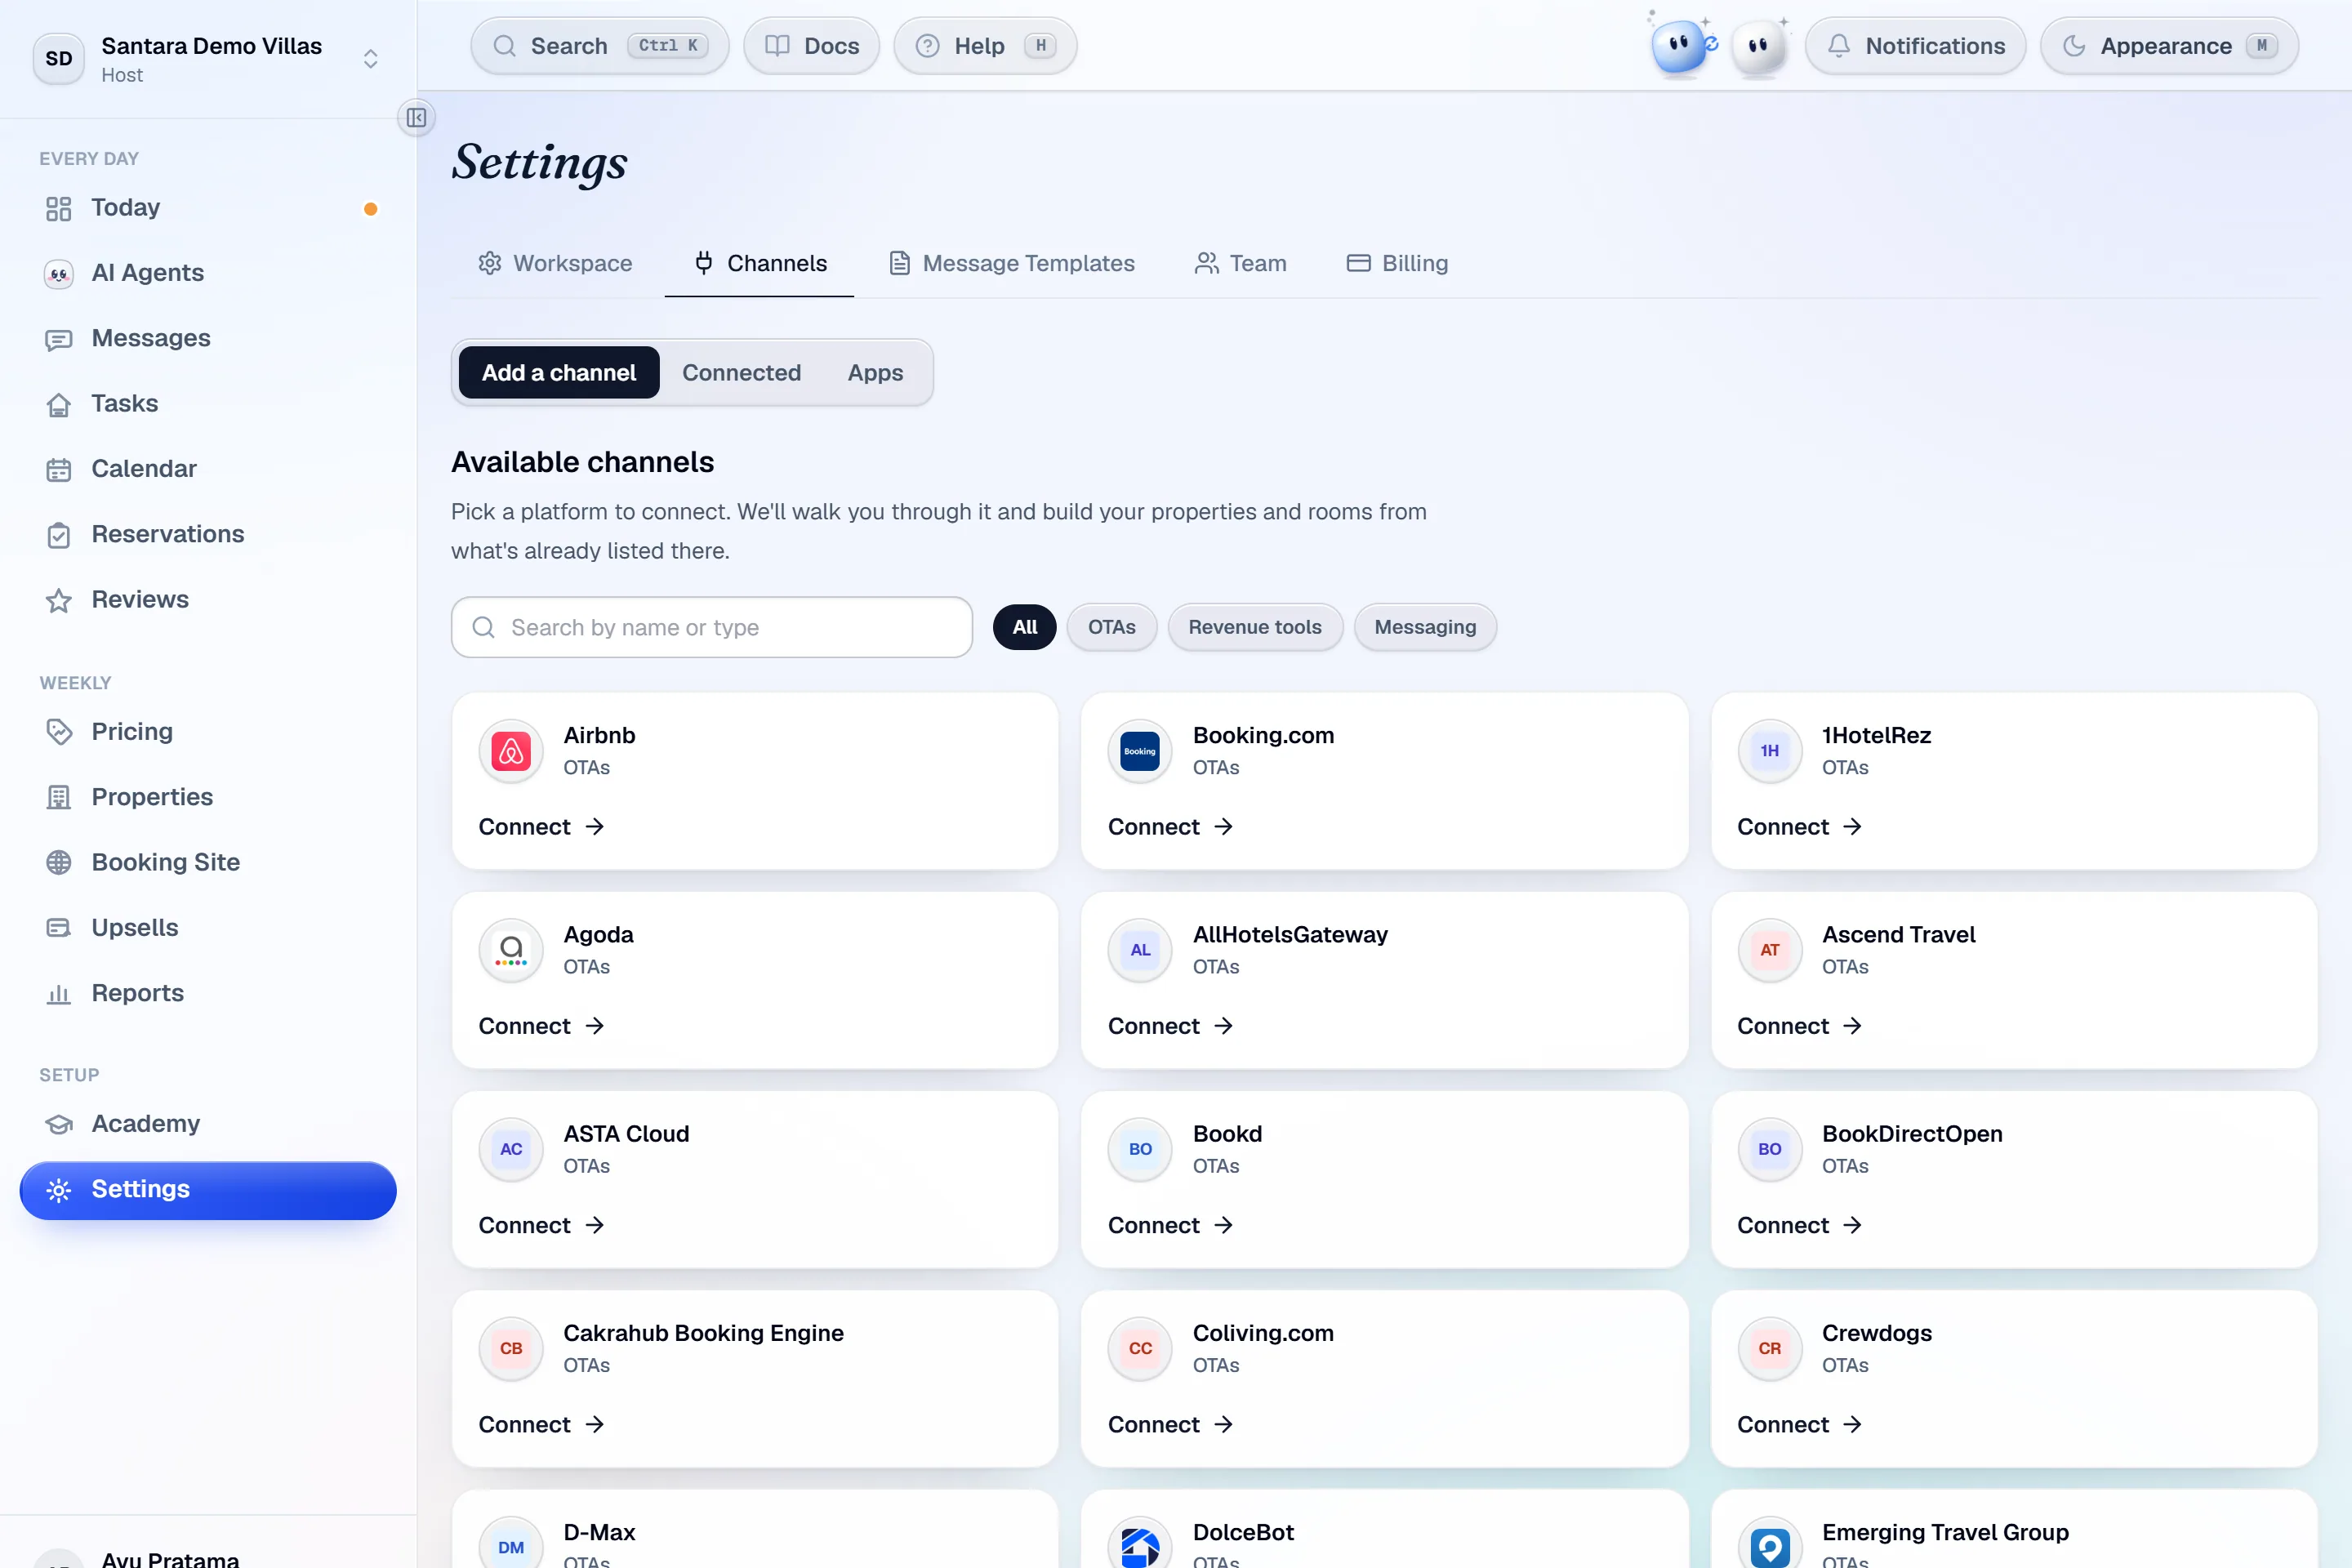 SD
Santara Demo Villas
Host
Search Ctrl K
Docs
Help H
Notifications
Appearance M
EVERY DAY
Today
AI Agents
Messages
Tasks
Calendar
Reservations
Reviews
WEEKLY
Pricing
Properties
Booking Site
Upsells
Reports
SETUP
Academy
Settings
Ayu Pratama
Settings
Workspace
Channels
Message Templates
Team
Billing
Add a channel
Connected
Apps
Available channels
Pick a platform to connect. We'll walk you through it and build your properties and rooms from
what's already listed there.
Search by name or type
All
OTAs
Revenue tools
Messaging
Airbnb
OTAs
Connect
Booking
Booking.com
OTAs
Connect
1H
1HotelRez
OTAs
Connect
Agoda
OTAs
Connect
AL
AllHotelsGateway
OTAs
Connect
AT
Ascend Travel
OTAs
Connect
AC
ASTA Cloud
OTAs
Connect
BO
Bookd
OTAs
Connect
BO
BookDirectOpen
OTAs
Connect
CB
Cakrahub Booking Engine
OTAs
Connect
CC
Coliving.com
OTAs
Connect
CR
Crewdogs
OTAs
Connect
DM
D-Max
OTAs
DolceBot
OTAs
Emerging Travel Group
OTAs